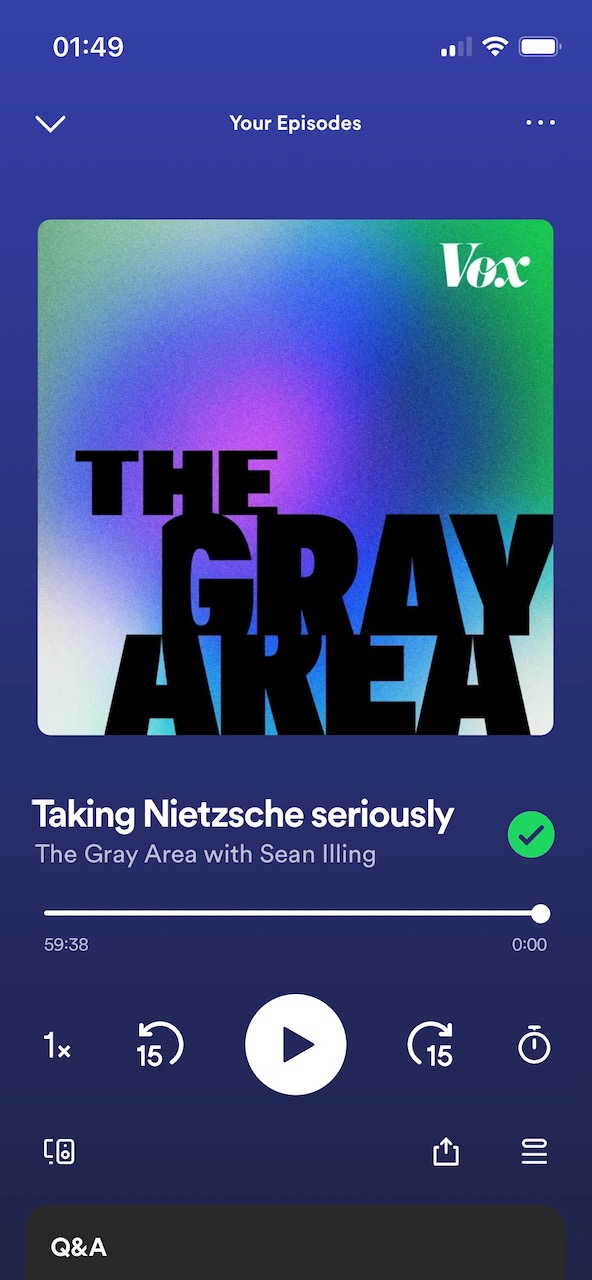 01:49
Your Episodes
Vox
THE
GRAY
AREA
Taking Nietzsche seriously
The Gray Area with Sean Illing
59:38
0:00
1x
15
15
Q&A